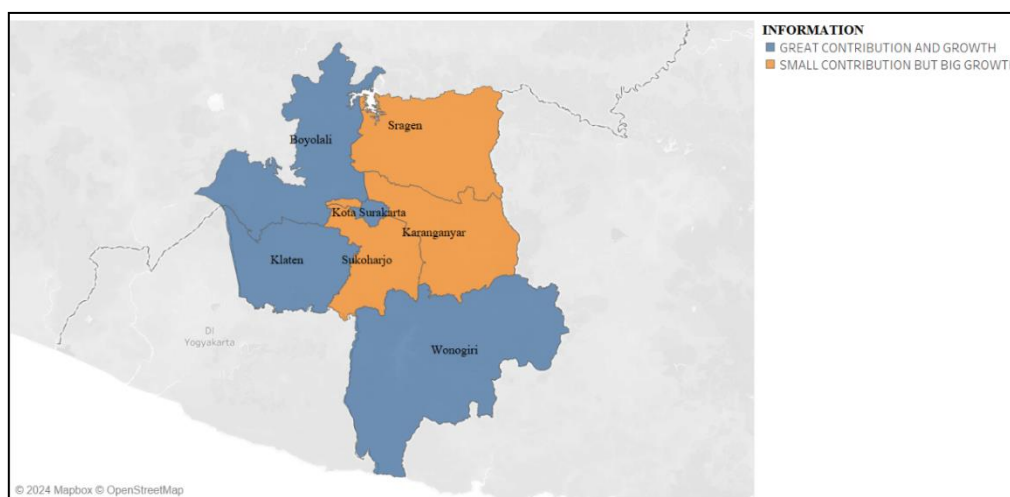 INFORMATION
GREAT CONTRIBUTION AND GROWTH
SMALL CONTRIBUTION BUT BIG GROWT
Sragen
Boyolali
Kota Surakarta
Karanganyar
Klaten
Sukoharjo
DI
Yogyakarta
Wonogiri
© 2024 Mapbox © OpenStreetMap